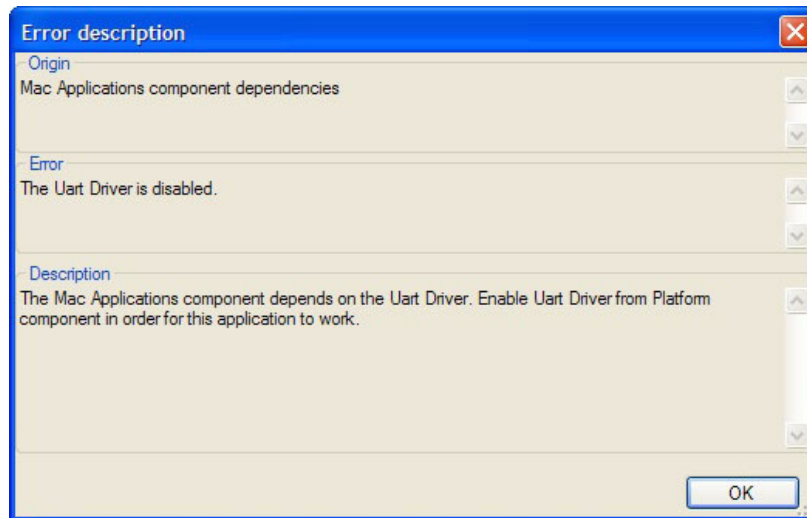 Error description
Origin
Mac Applications component dependencies
Error
The Uart Driver is disabled.
Description
The Mac Applications component depends on the Uart Driver. Enable Uart Driver from Platform
component in order for this application to work.
OK